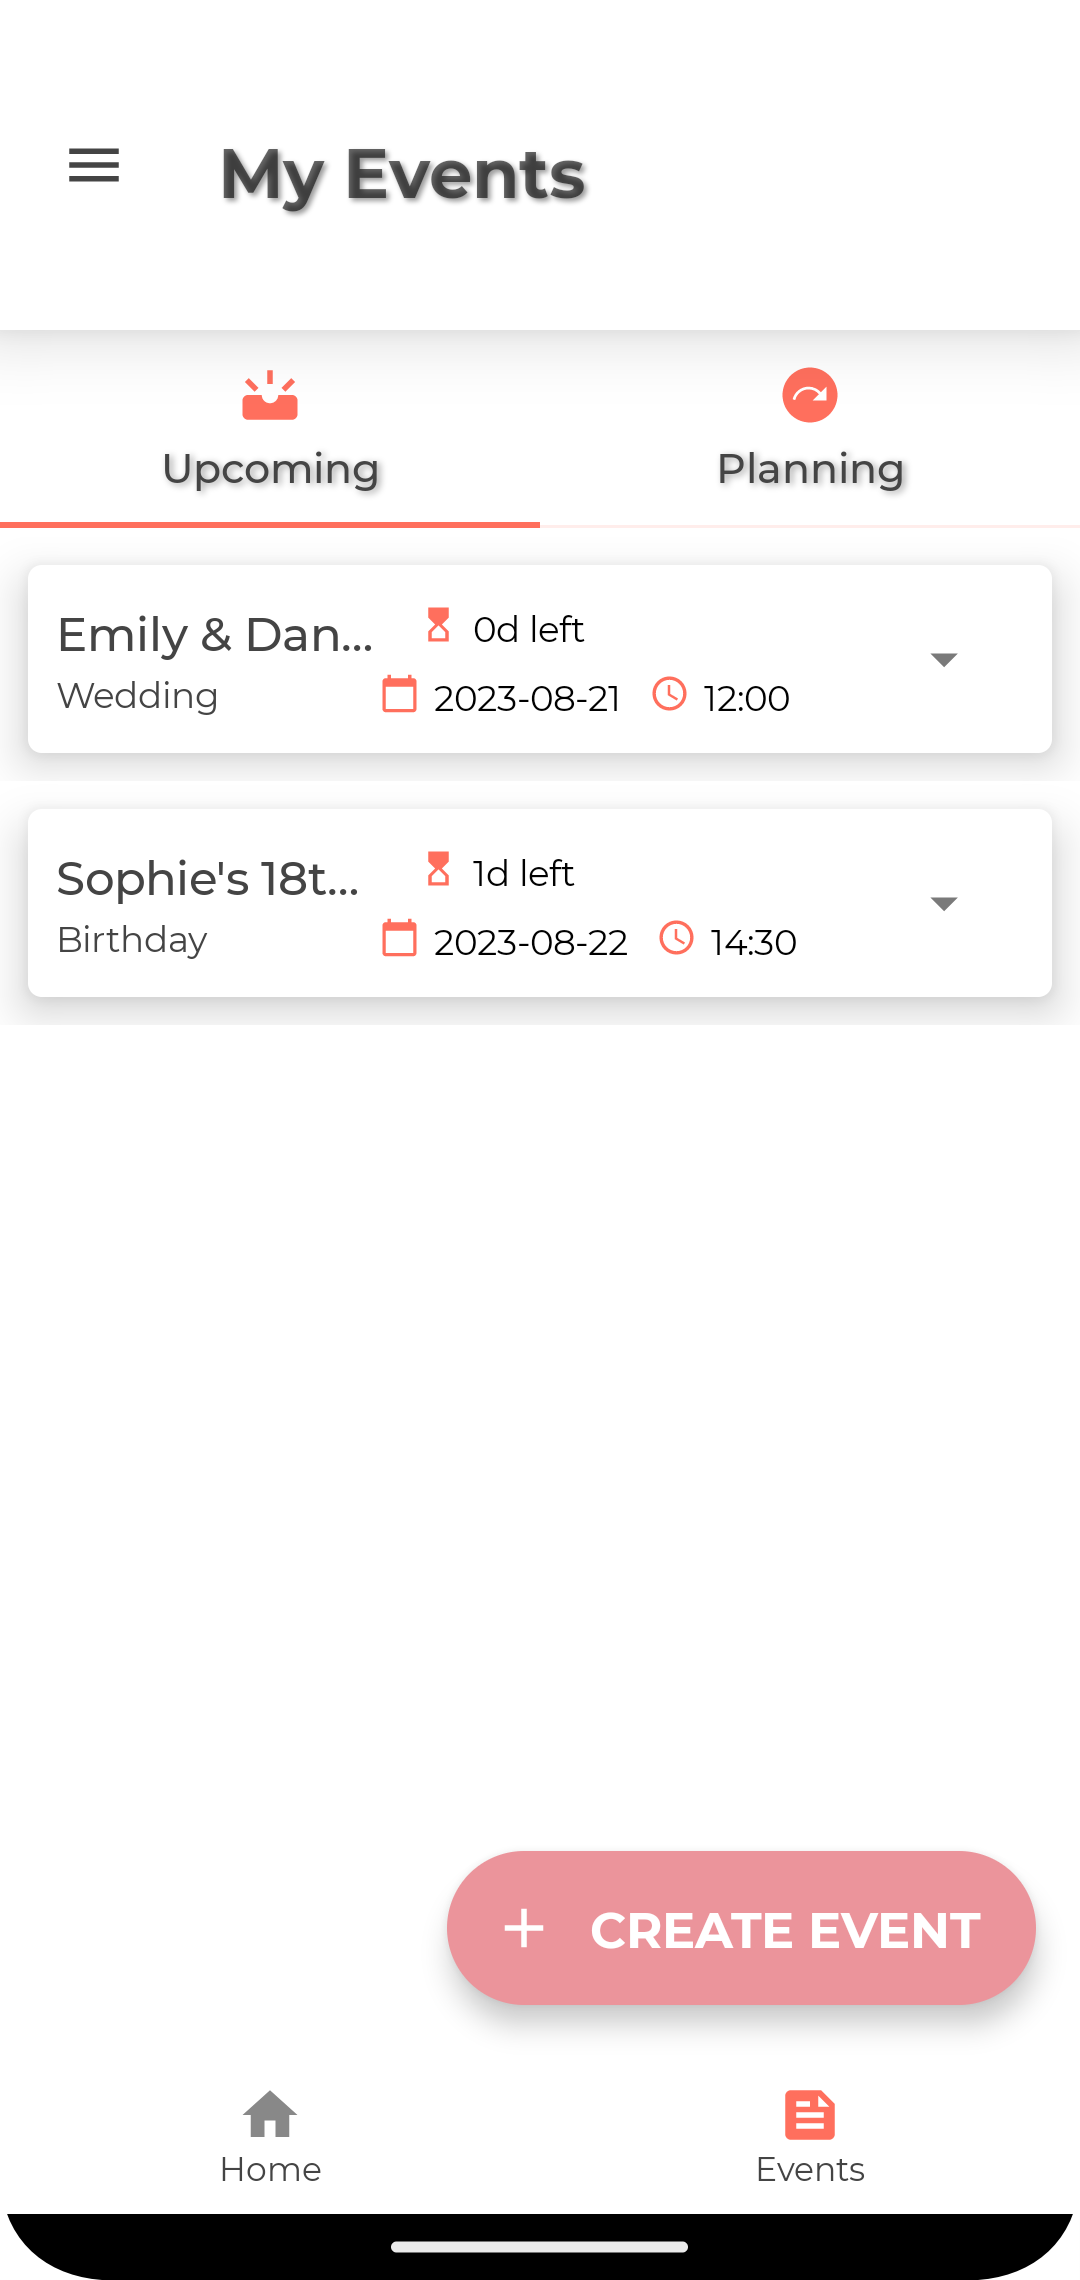 My Events
Upcoming
Planning
Emily & Dan...
0d left
Wedding
2023-08-21
12:00
Sophie's 18t...
1d left
Birthday
2023-08-22
14:30
CREATE EVENT
Home
Events